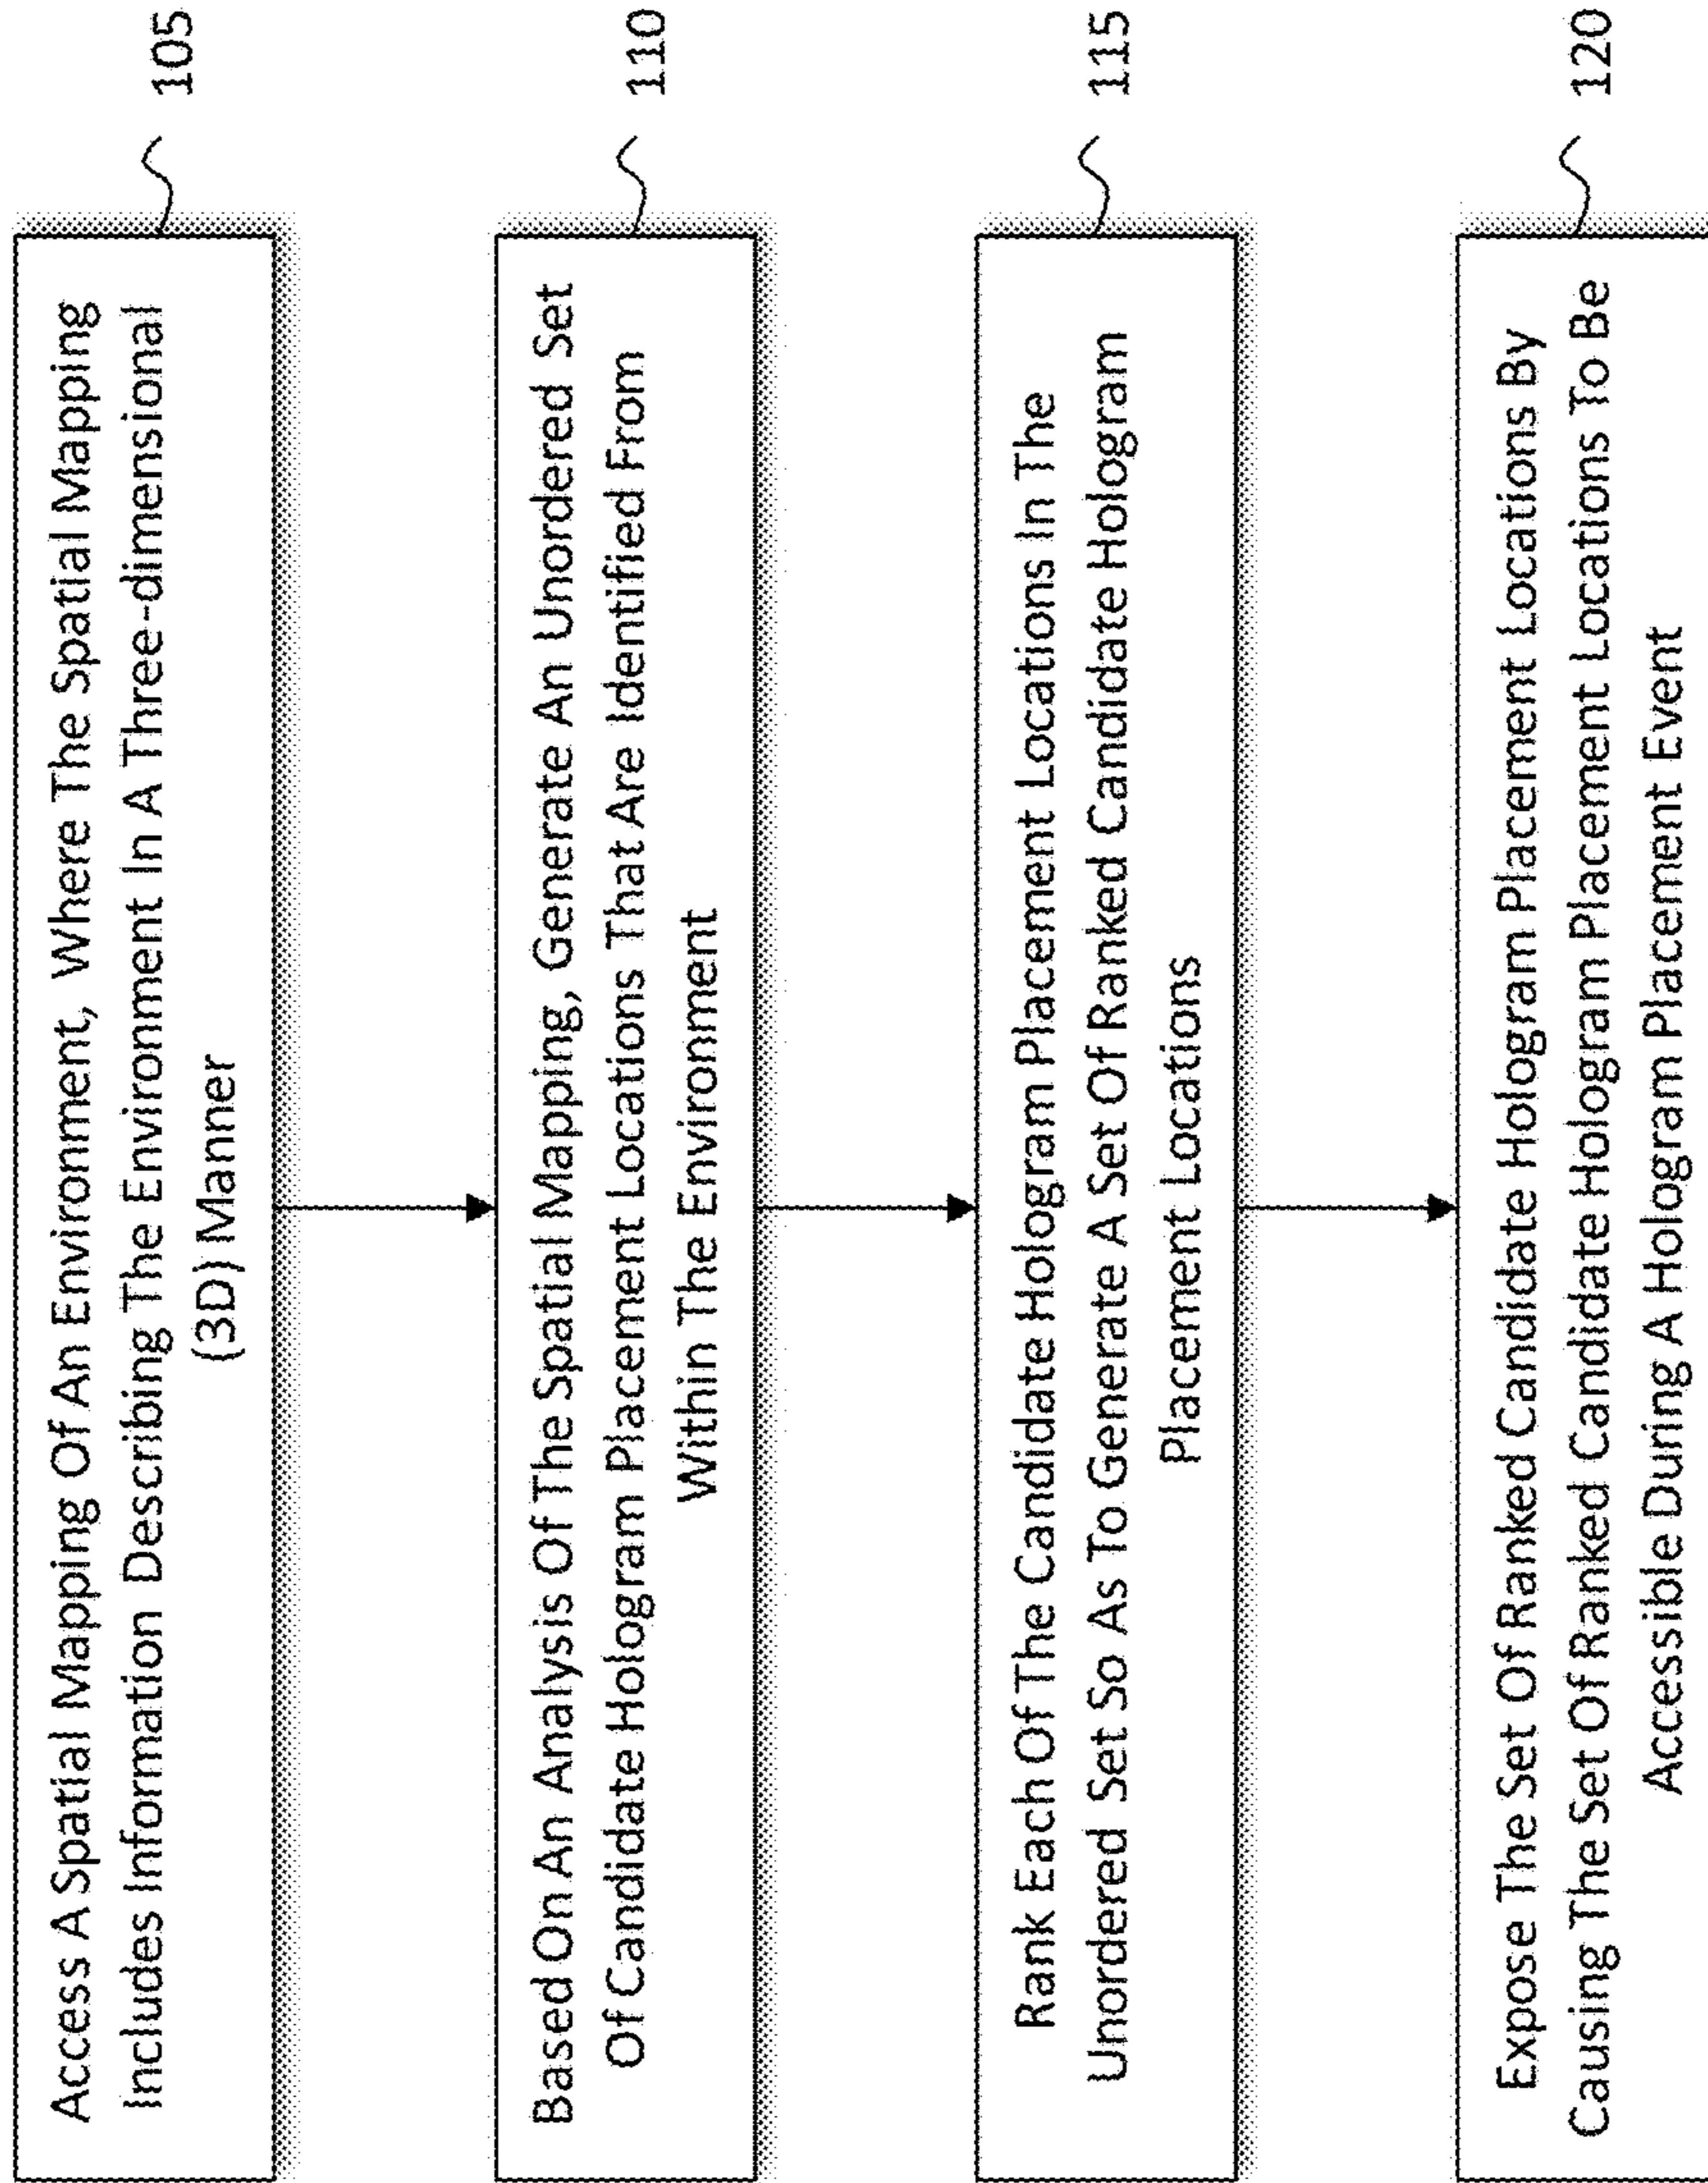 Access A Spatial Mapping Of An Environment, Where The Spatial Mapping
Includes Information Describing The Environment In A Three-dimensional
(3D) Manner
105
Based On An Analysis Of The Spatial Mapping, Generate An Unordered Set
Of Candidate Hologram Placement Locations That Are Identified From
Within The Environment
110
Rank Each Of The Candidate Hologram Placement Locations In The
Unordered Set So As To Generate A Set Of Ranked Candidate Hologram
Placement Locations
115
Expose The Set Of Ranked Candidate Hologram Placement Locations By
Causing The Set Of Ranked Candidate Hologram Placement Locations To Be
Accessible During A Hologram Placement Event
120